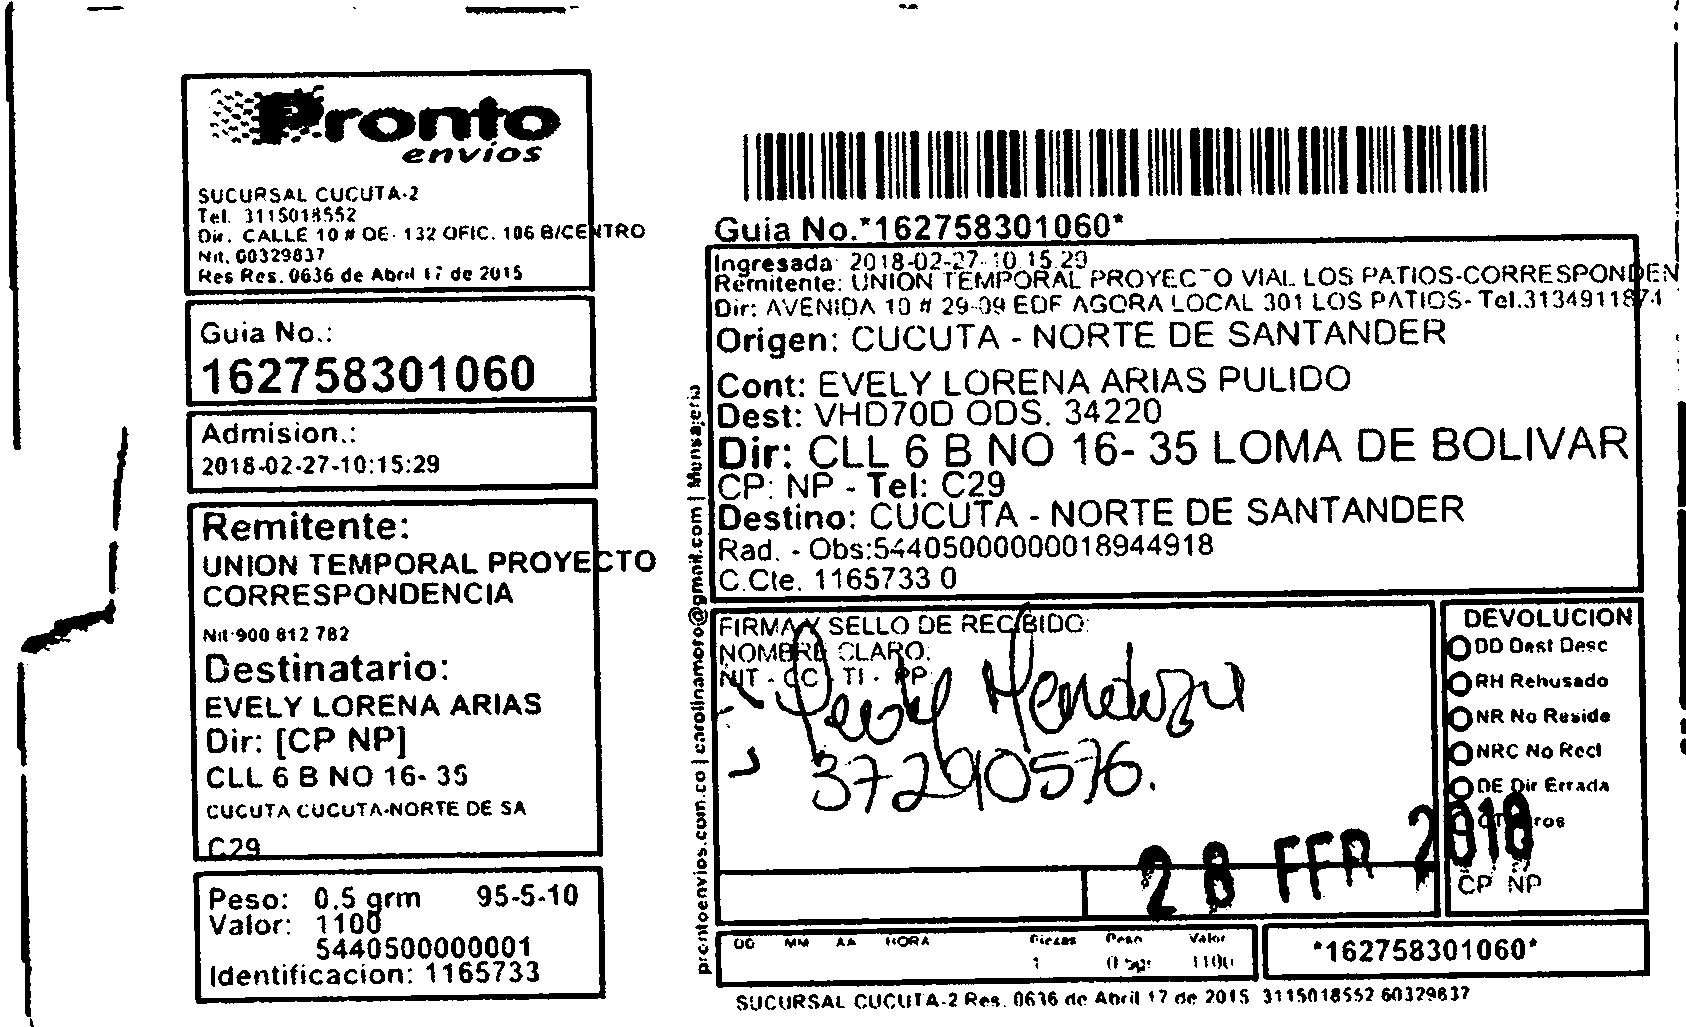 Pronto
envíos
SUCURSAL CUCUTA-2
Tel. 3115018552
Dir. CALLE 10 # OE- 132 OFIC. 106 B/CENTRO
Nit. 60329837
Res Res. 0636 de Abril 17 de 2015
Guia No.:
162758301060
Admision.:
2018-02-27-10:15:29
Remitente:
UNION TEMPORAL PROYECTO
CORRESPONDENCIA
Nit:900 812 782
Destinatario:
EVELY LORENA ARIAS
Dir: [CP NP]
CLL 6 B NO 16- 35
CUCUTA CUCUTA-NORTE DE SA
C29
Peso: 0.5 grm 95-5-10
Valor: 1100
5440500000001
Identificacion: 1165733
prontoenvios.com.co | carolinamoro@gmail.com | Mensajeria
Guia No.*162758301060*
Ingresada: 2018-02-27-10 15 29
Remitente: UNION TEMPORAL PROYECTO VIAL LOS PATIOS-CORRESPONDEN
Dir: AVENIDA 10 # 29-09 EDF AGORA LOCAL 301 LOS PATIOS- Tel.3134911874
Origen: CUCUTA - NORTE DE SANTANDER
Cont: EVELY LORENA ARIAS PULIDO
Dest: VHD70D ODS. 34220
Dir: CLL 6 B NO 16- 35 LOMA DE BOLIVAR
CP: NP - Tel: C29
Destino: CUCUTA - NORTE DE SANTANDER
Rad. - Obs:54405000000018944918
C.Cte. 1165733 0
FIRMA Y SELLO DE RECIBIDO:
NOMBRE CLARO:
NIT - CC - TI - PP:
Mendoza
37290576.
28 FEB 2018
DEVOLUCION
DD Dest Desc
RH Rehusado
NR No Reside
NRC No Recl
DE Dir Errada
OT Otros
CP NP
DD MM AA HORA Piezas Peso Valor
1 0.5gr 1100
*162758301060*
SUCURSAL CUCUTA-2 Res. 0636 de Abril 17 de 2015 3115018552 60329837